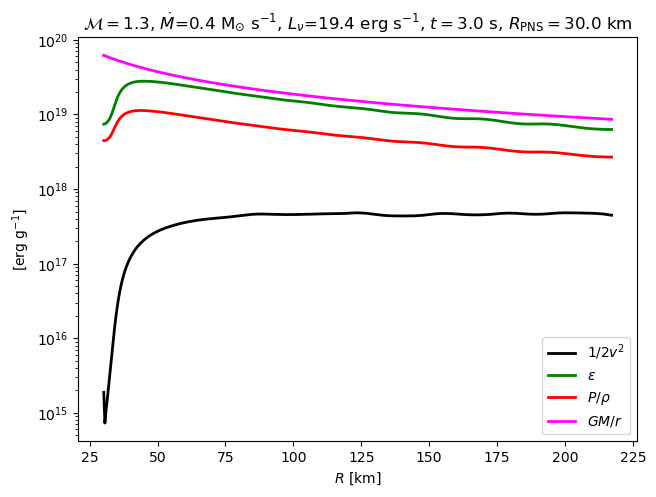 ℳ = 1.3, Ṁ=0.4 M⊙ s⁻¹, Lν=19.4 erg s⁻¹, t = 3.0 s, R_PNS = 30.0 km
10²⁰
10¹⁹
10¹⁸
10¹⁷
10¹⁶
10¹⁵
[erg g⁻¹]
1/2v²
ε
P/ρ
GM/r
25 50 75 100 125 150 175 200 225
R [km]